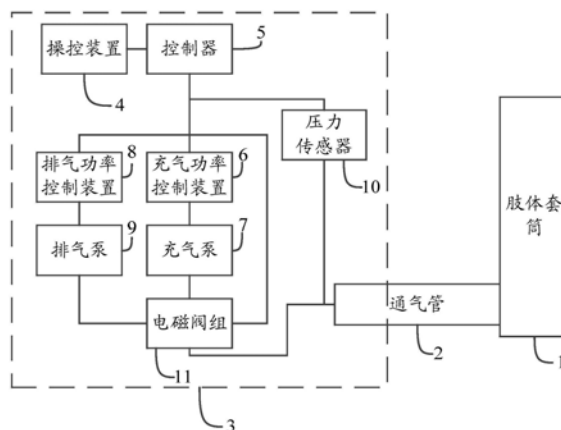 操控装置
控制器
5
4
压力
传感器
10
排气功率
控制装置
8
充气功率
控制装置
6
肢体套
筒
排气泵
9
充气泵
7
通气管
2
1
电磁阀组
11
3